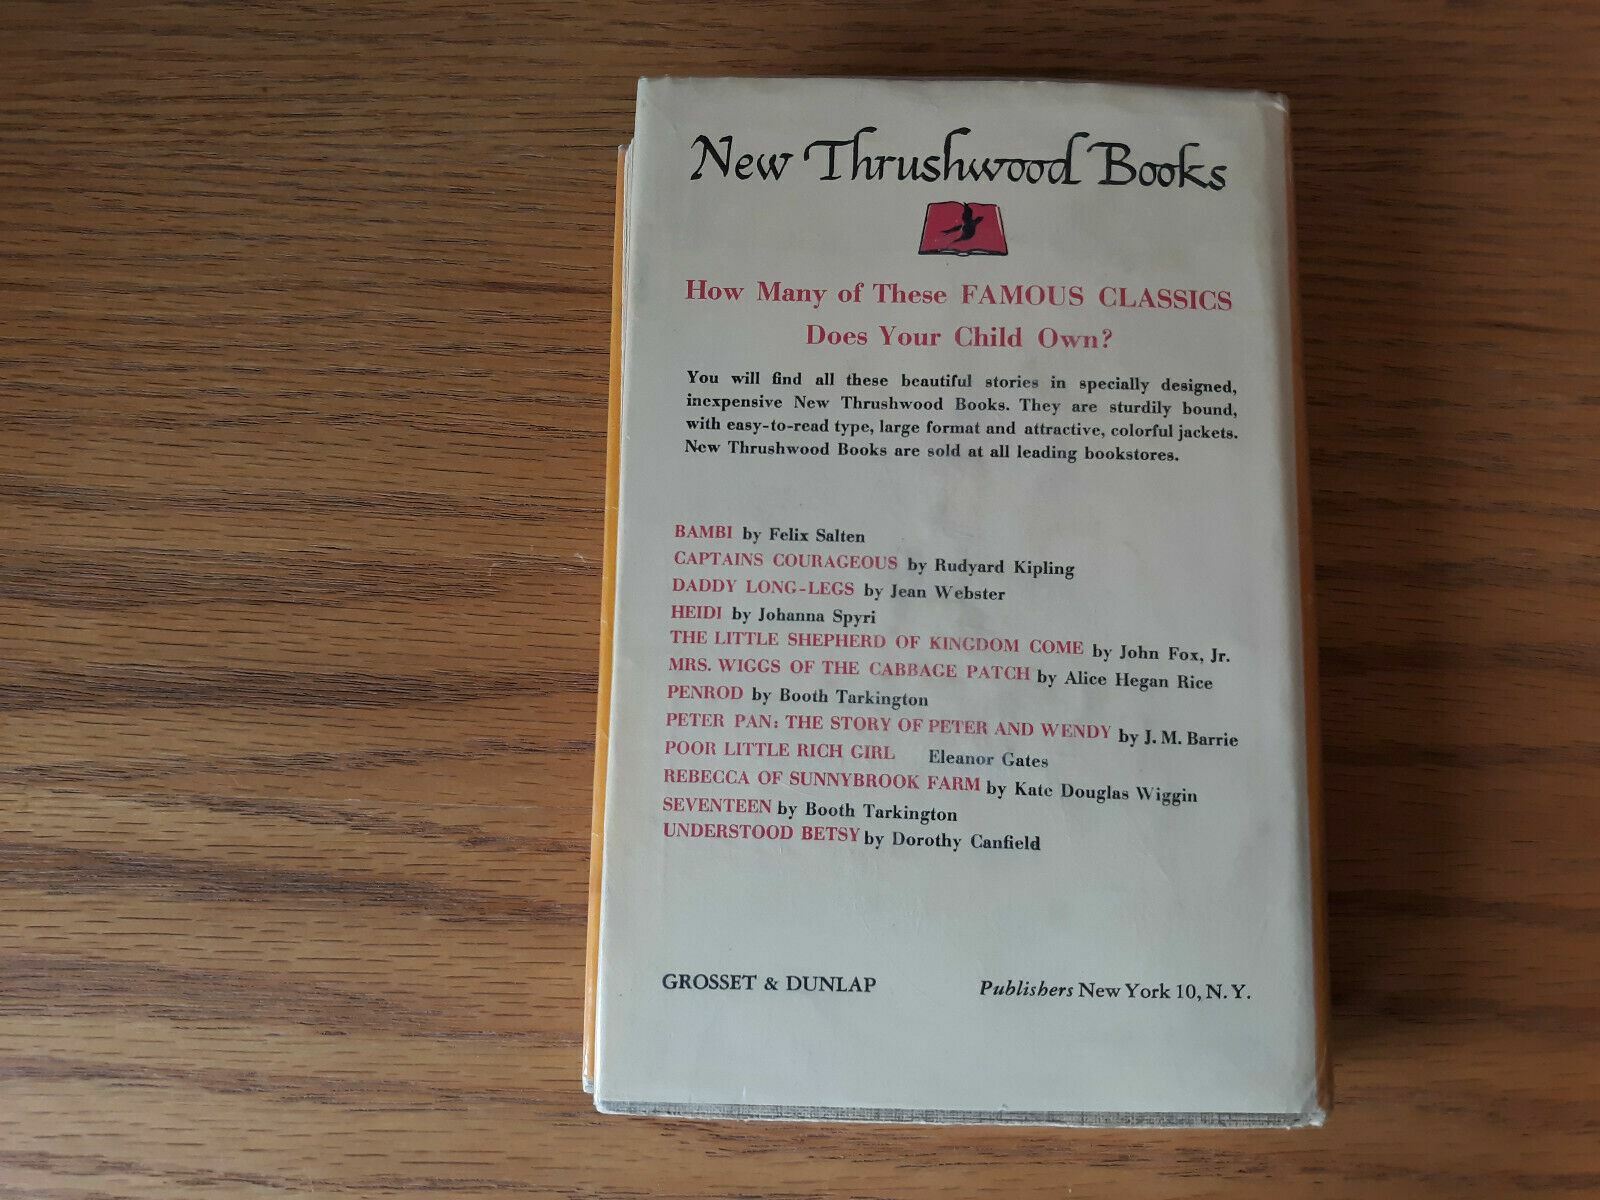 New Thrushwood Books
How Many of These FAMOUS CLASSICS
Does Your Child Own?
You will find all these beautiful stories in specially designed,
inexpensive New Thrushwood Books. They are sturdily bound,
with easy-to-read type, large format and attractive, colorful jackets.
New Thrushwood Books are sold at all leading bookstores.
BAMBI by Felix Salten
CAPTAINS COURAGEOUS by Rudyard Kipling
DADDY LONG-LEGS by Jean Webster
HEIDI by Johanna Spyri
THE LITTLE SHEPHERD OF KINGDOM COME by John Fox, Jr.
MRS. WIGGS OF THE CABBAGE PATCH by Alice Hegan Rice
PENROD by Booth Tarkington
PETER PAN: THE STORY OF PETER AND WENDY by J. M. Barrie
POOR LITTLE RICH GIRL Eleanor Gates
REBECCA OF SUNNYBROOK FARM by Kate Douglas Wiggin
SEVENTEEN by Booth Tarkington
UNDERSTOOD BETSY by Dorothy Canfield
GROSSET & DUNLAP Publishers New York 10, N. Y.